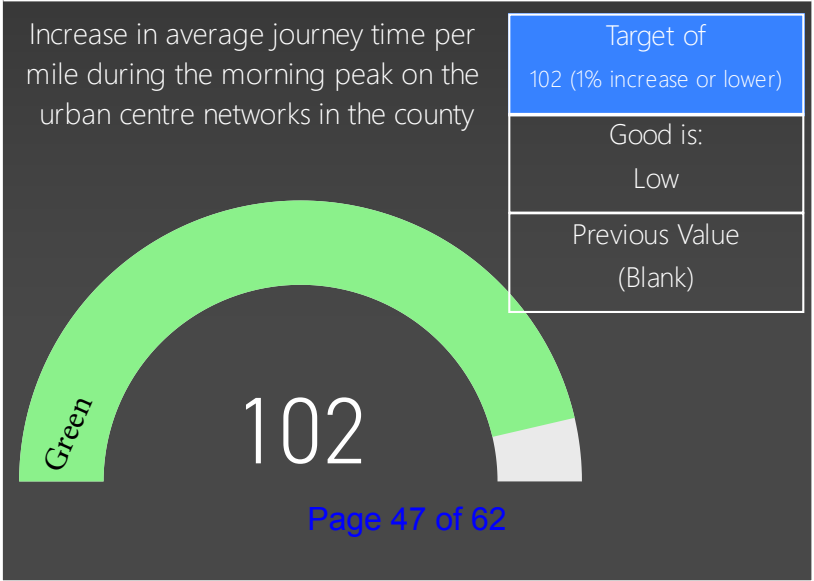 Increase in average journey time per
mile during the morning peak on the
urban centre networks in the county
Target of
102 (1% increase or lower)
Good is:
Low
Previous Value
(Blank)
Green
102
Page 47 of 62